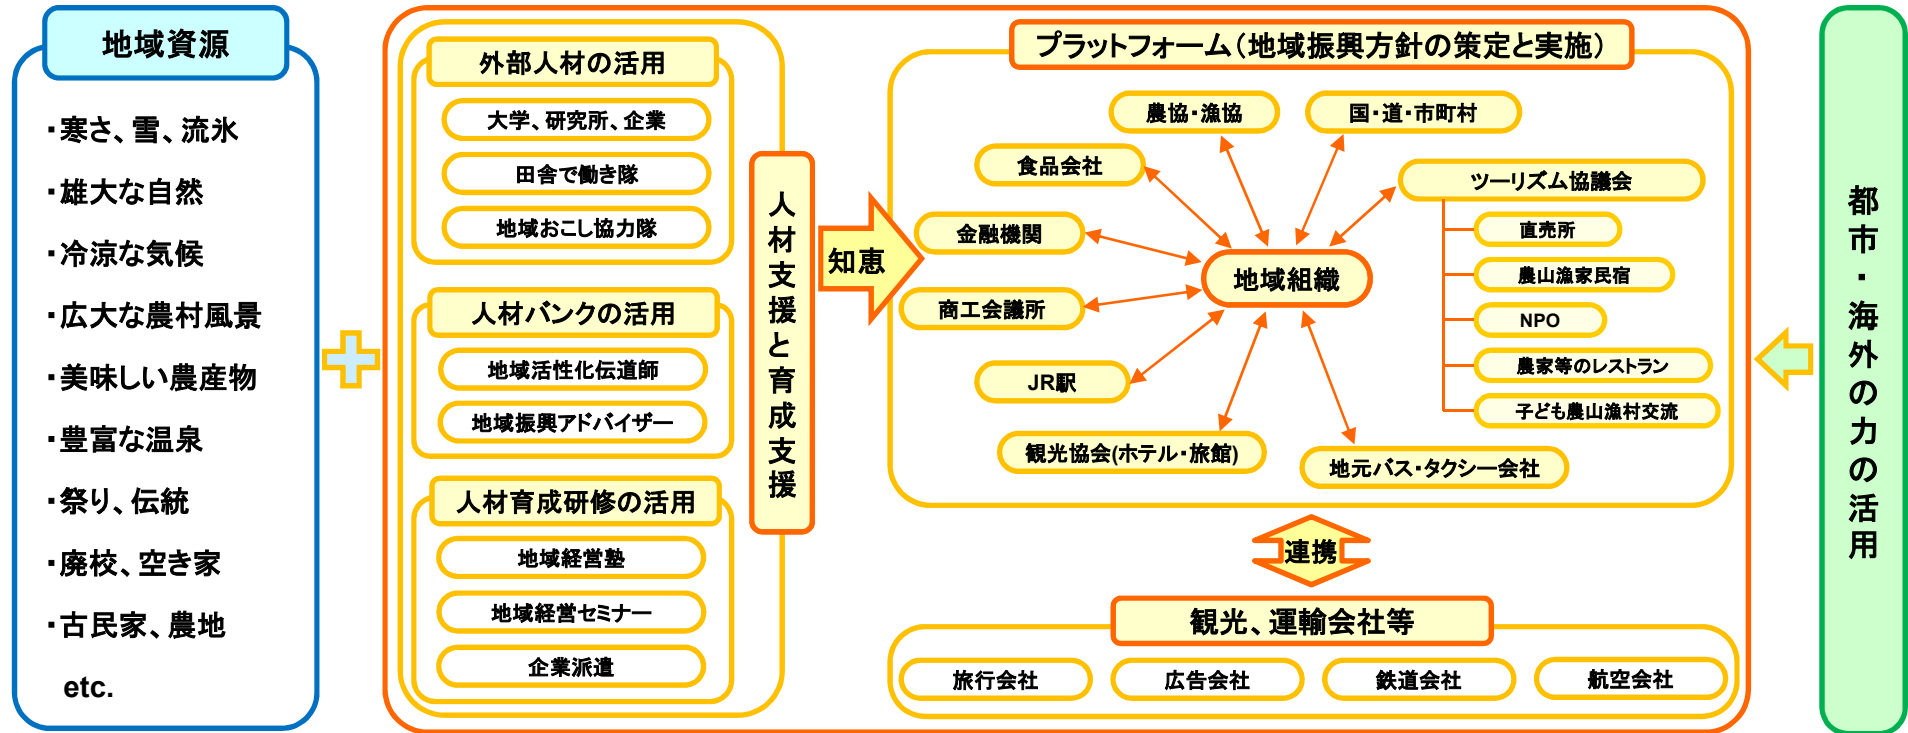 地域資源
・寒さ、雪、流氷
・雄大な自然
・冷涼な気候
・広大な農村風景
・美味しい農産物
・豊富な温泉
・祭り、伝統
・廃校、空き家
・古民家、農地
etc.
外部人材の活用
大学、研究所、企業
田舎で働き隊
地域おこし協力隊
人材バンクの活用
地域活性化伝道師
地域振興アドバイザー
人材育成研修の活用
地域経営塾
地域経営セミナー
企業派遣
人材支援と育成支援
知恵
プラットフォーム（地域振興方針の策定と実施）
農協・漁協
国・道・市町村
食品会社
ツーリズム協議会
金融機関
直売所
地域組織
農山漁家民宿
商工会議所
NPO
農家等のレストラン
JR駅
子ども農山漁村交流
観光協会(ホテル・旅館)
地元バス・タクシー会社
連携
観光、運輸会社等
旅行会社
広告会社
鉄道会社
航空会社
都市・海外の力の活用